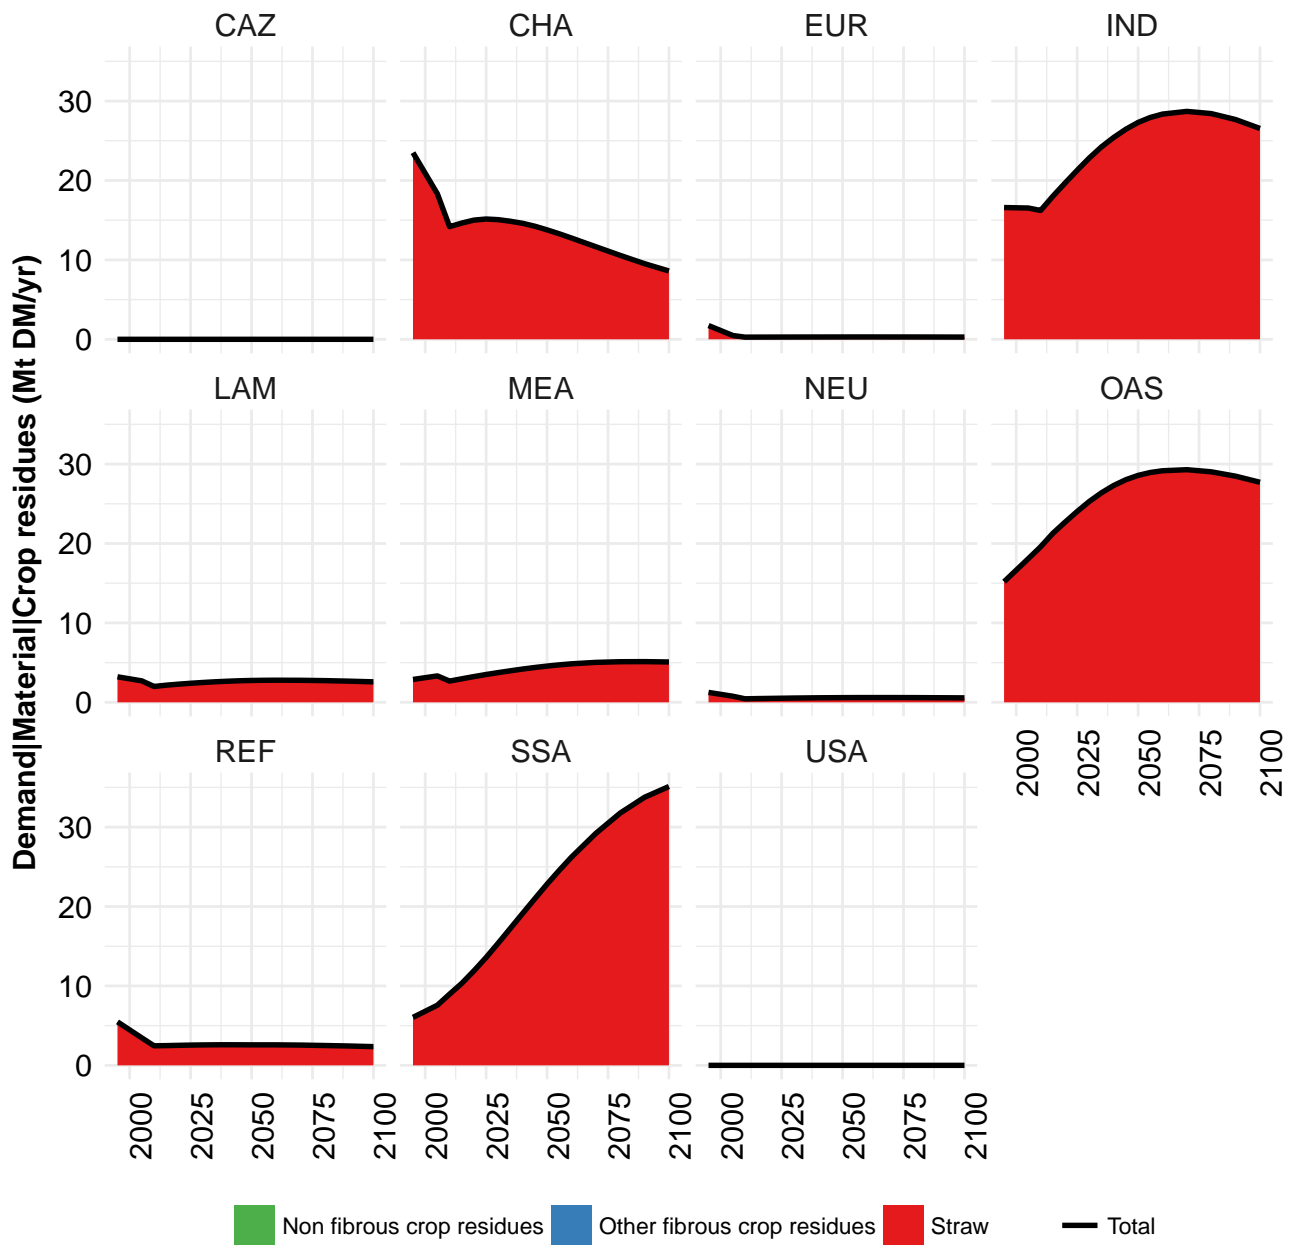 CAZ CHA EUR IND
30
20
10
0
LAM MEA NEU OAS
30
20
10
0
2000 2025 2050 2075 2100
REF SSA USA
30
20
10
0
2000 2025 2050 2075 2100 2000 2025 2050 2075 2100 2000 2025 2050 2075 2100
Demand|Material|Crop residues (Mt DM/yr)
Non fibrous crop residues Other fibrous crop residues Straw Total